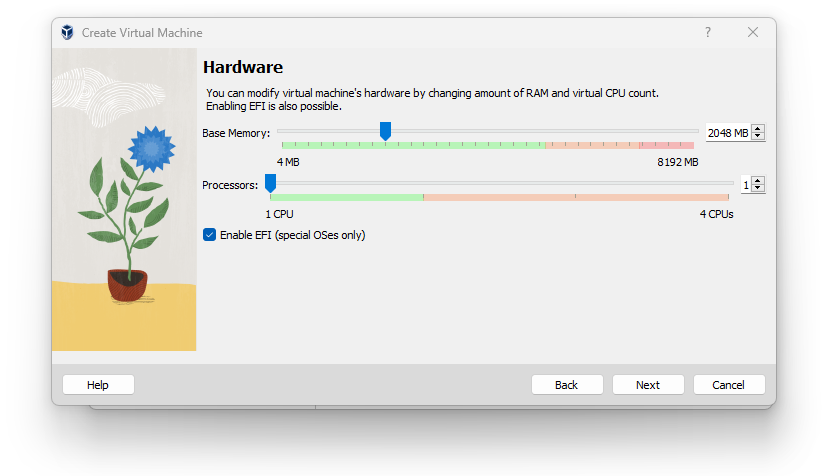 Create Virtual Machine
?
Hardware
You can modify virtual machine's hardware by changing amount of RAM and virtual CPU count.
Enabling EFI is also possible.
Base Memory:
2048 MB
4 MB
8192 MB
Processors:
1
1 CPU
4 CPUs
Enable EFI (special OSes only)
Help
Back
Next
Cancel